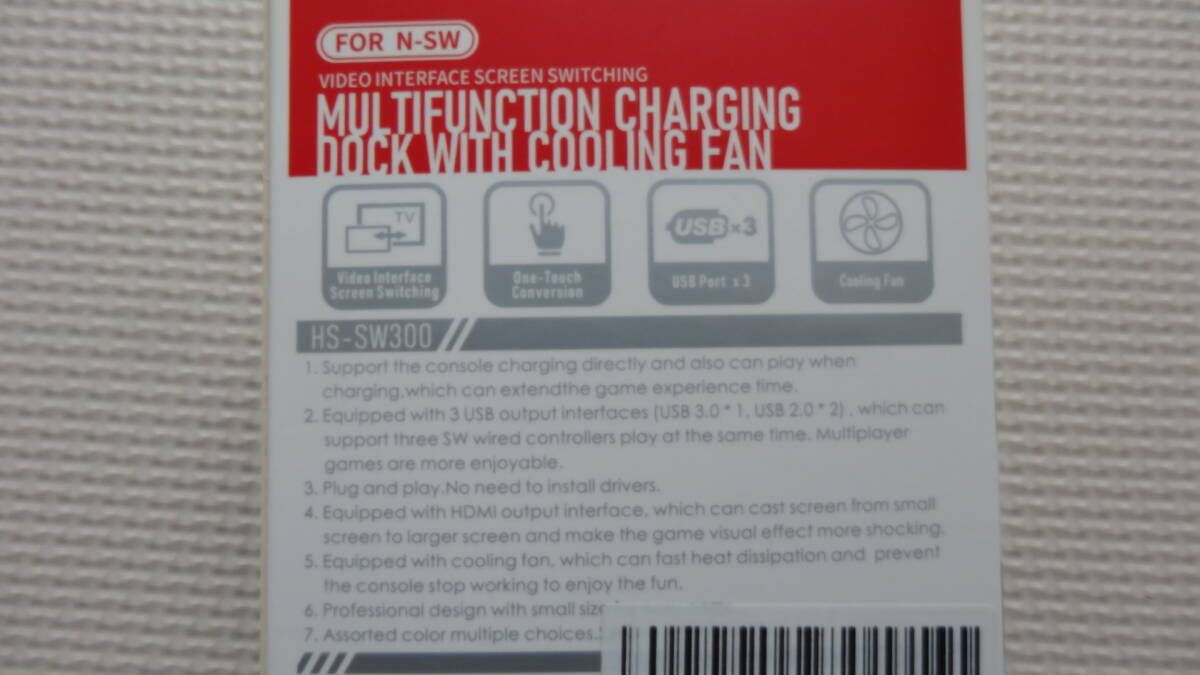 FOR N-SW
VIDEO INTERFACE SCREEN SWITCHING
MULTIFUNCTION CHARGING
DOCK WITH COOLING FAN
TV
USB×3
Video Interface
Screen Switching
One-Touch
Conversion
USB Port x 3
Cooling Fan
HS-SW300
1. Support the console charging directly and also can play when
charging,which can extendthe game experience time.
2. Equipped with 3 USB output interfaces (USB 3.0 * 1, USB 2.0 * 2) , which can
support three SW wired controllers play at the same time. Multiplayer
games are more enjoyable.
3. Plug and play.No need to install drivers.
4. Equipped with HDMI output interface, which can cast screen from small
screen to larger screen and make the game visual effect more shocking.
5. Equipped with cooling fan, which can fast heat dissipation and prevent
the console stop working to enjoy the fun.
6. Professional design with small size
7. Assorted color multiple choices.